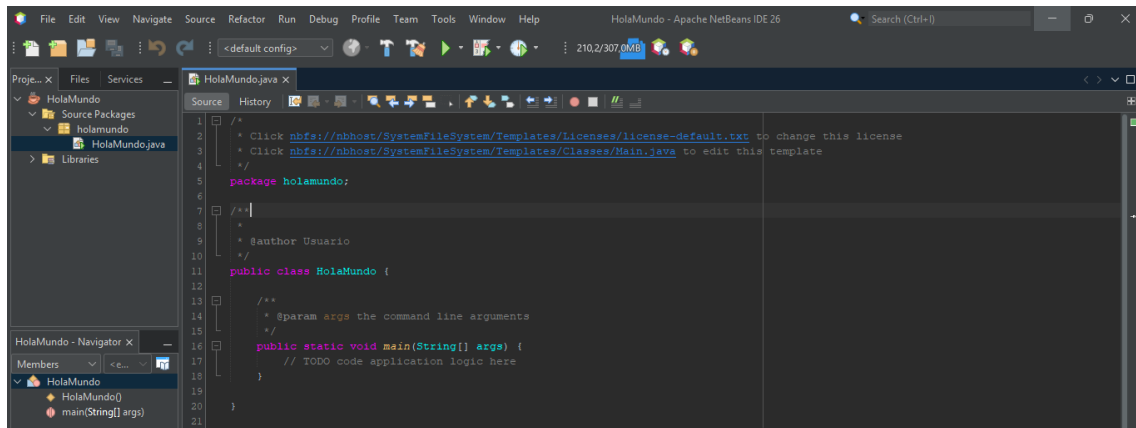 File Edit View Navigate Source Refactor Run Debug Profile Team Tools Window Help HolaMundo - Apache NetBeans IDE 26 Search (Ctrl+I)
<default config> 210,2/307,0MB
Proje... Files Services HolaMundo.java
HolaMundo
Source Packages
holamundo
HolaMundo.java
Libraries
Source History
1 /*
2 * Click nbfs://nbhost/SystemFileSystem/Templates/Licenses/license-default.txt to change this license
3 * Click nbfs://nbhost/SystemFileSystem/Templates/Classes/Main.java to edit this template
4 */
5 package holamundo;
6
7 /**
8 *
9 * @author Usuario
10 */
11 public class HolaMundo {
12
13 /**
14 * @param args the command line arguments
15 */
16 public static void main(String[] args) {
17 // TODO code application logic here
18 }
19
20 }
21
HolaMundo - Navigator
Members <e...
HolaMundo
HolaMundo()
main(String[] args)